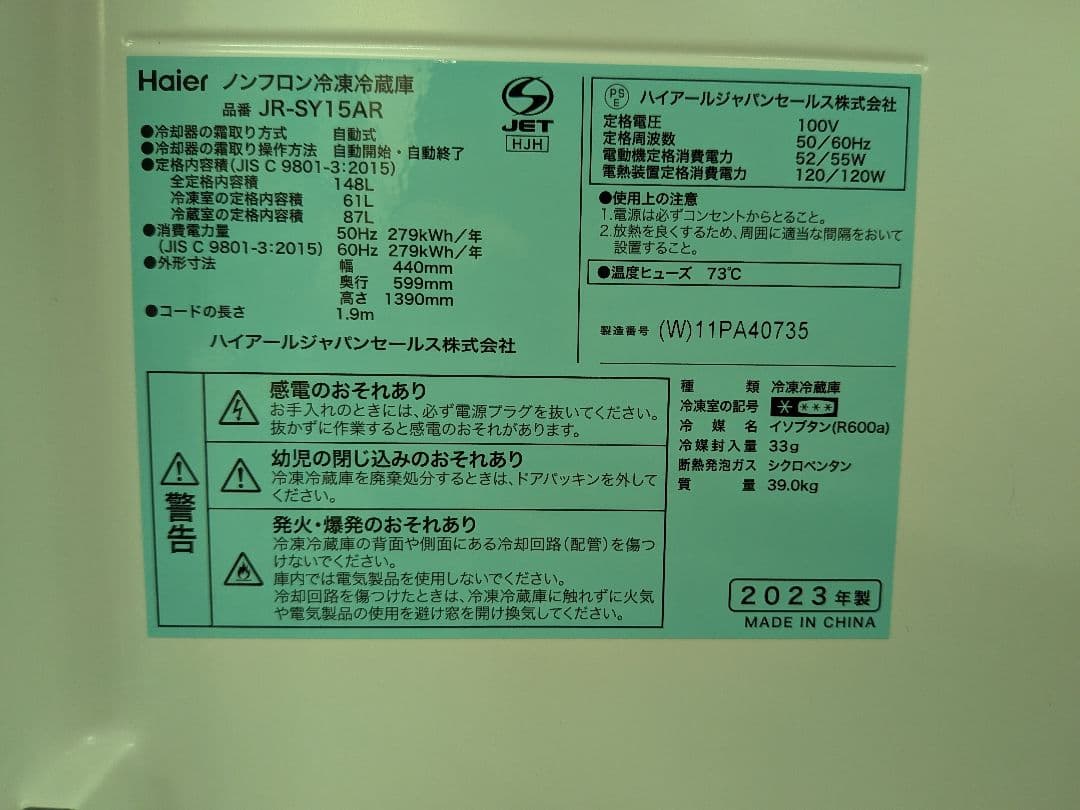 Haier ノンフロン冷凍冷蔵庫
品番 JR-SY15AR
●冷却器の霜取り方式 自動式
●冷却器の霜取り操作方法 自動開始・自動終了
●定格内容積(JIS C 9801-3:2015)
全定格内容積 148L
冷凍室の定格内容積 61L
冷蔵室の定格内容積 87L
●消費電力量 50Hz 279kWh/年
(JIS C 9801-3:2015) 60Hz 279kWh/年
●外形寸法 幅 440mm
奥行 599mm
高さ 1390mm
●コードの長さ 1.9m
ハイアールジャパンセールス株式会社
JET
HJH
PS
E
ハイアールジャパンセールス株式会社
定格電圧 100V
定格周波数 50/60Hz
電動機定格消費電力 52/55W
電熱装置定格消費電力 120/120W
●使用上の注意
1.電源は必ずコンセントからとること。
2.放熱を良くするため、周囲に適当な間隔をおいて
設置すること。
●温度ヒューズ 73℃
製造番号 (W)11PA40735
警告
感電のおそれあり
お手入れのときには、必ず電源プラグを抜いてください。
抜かずに作業すると感電のおそれがあります。
幼児の閉じ込みのおそれあり
冷凍冷蔵庫を廃棄処分するときは、ドアパッキンを外して
ください。
発火・爆発のおそれあり
冷凍冷蔵庫の背面や側面にある冷却回路(配管)を傷つ
けないでください。
庫内では電気製品を使用しないでください。
冷却回路を傷つけたときは、冷凍冷蔵庫に触れずに火気
や電気製品の使用を避け窓を開け換気してください。
種類 冷凍冷蔵庫
冷凍室の記号 * ***
冷媒名 イソブタン(R600a)
冷媒封入量 33g
断熱発泡ガス シクロペンタン
質量 39.0kg
2023年製
MADE IN CHINA